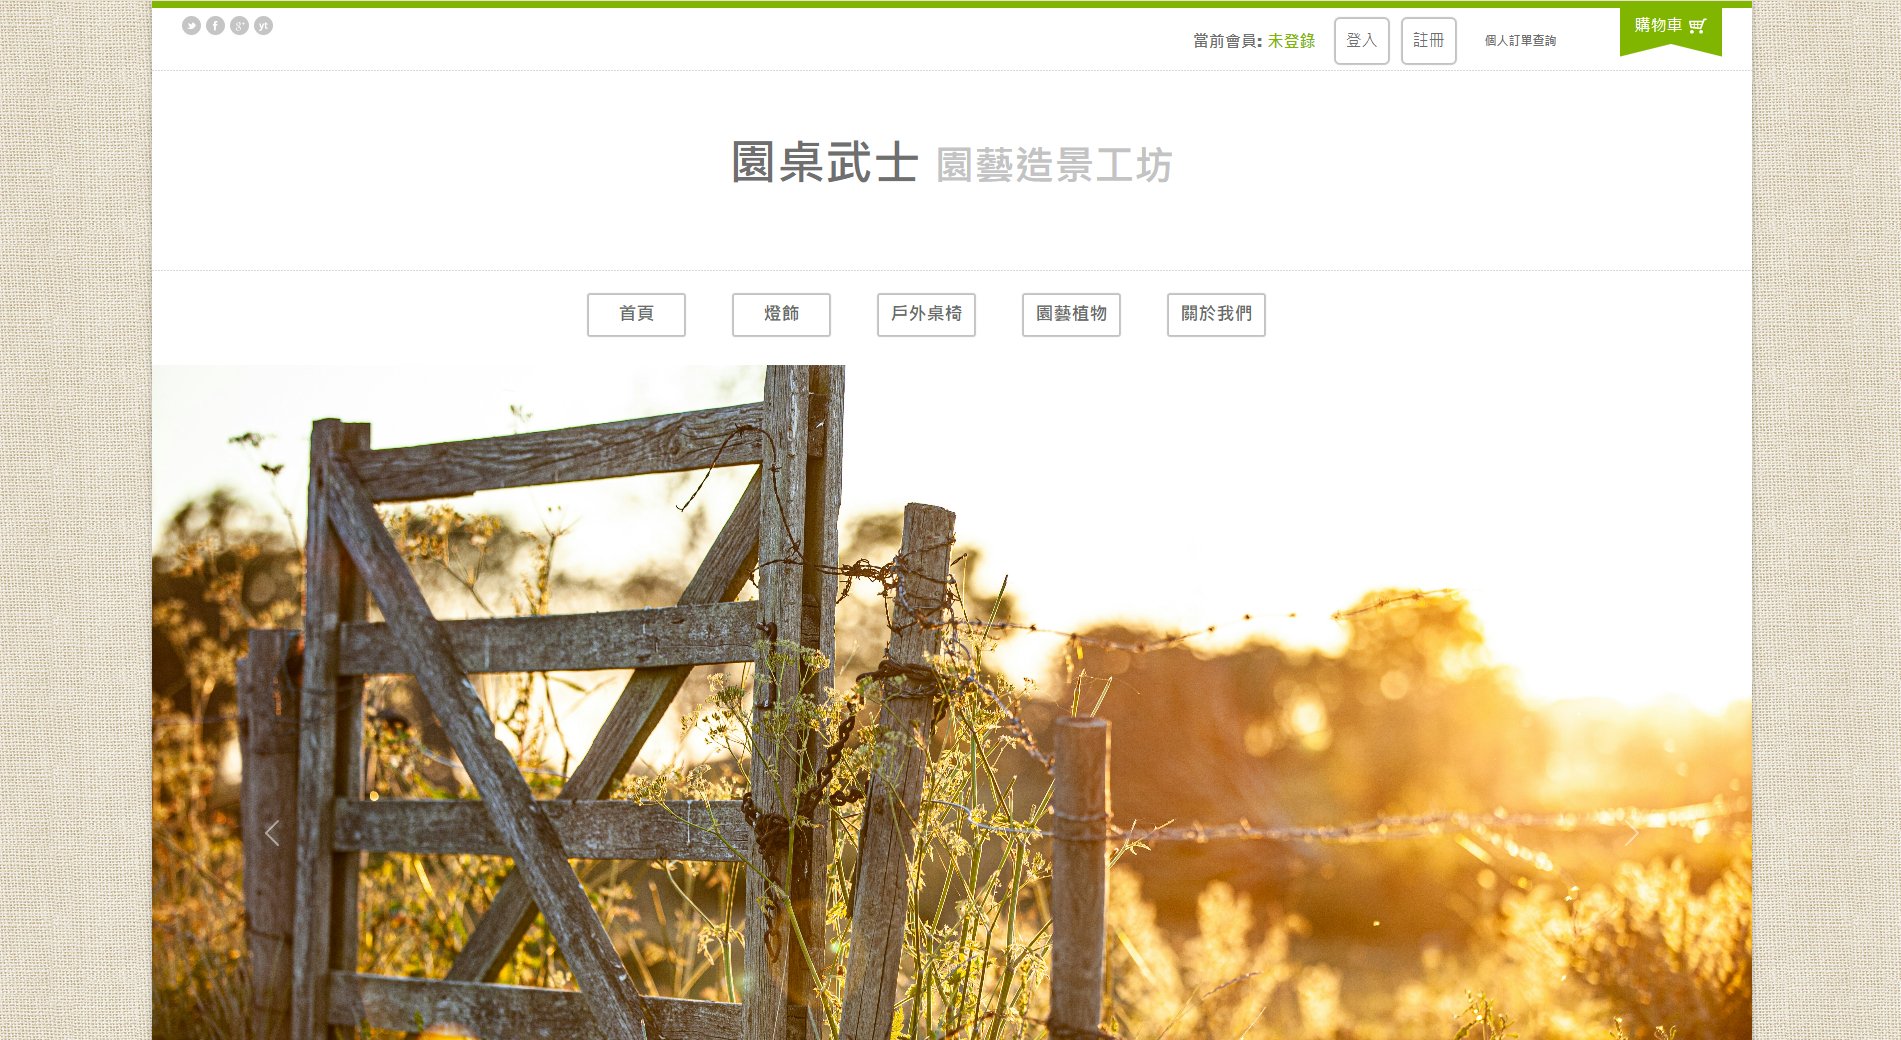 當前會員: 未登錄 登入 註冊 個人訂單查詢 購物車
園桌武士 園藝造景工坊
首頁 燈飾 戶外桌椅 園藝植物 關於我們